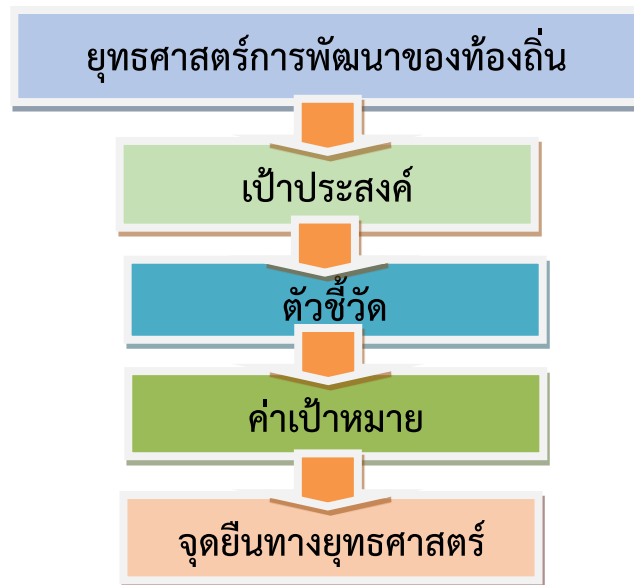 ยุทธศาสตร์การพัฒนาของท้องถิ่น
เป้าประสงค์
ตัวชี้วัด
ค่าเป้าหมาย
จุดยืนทางยุทธศาสตร์